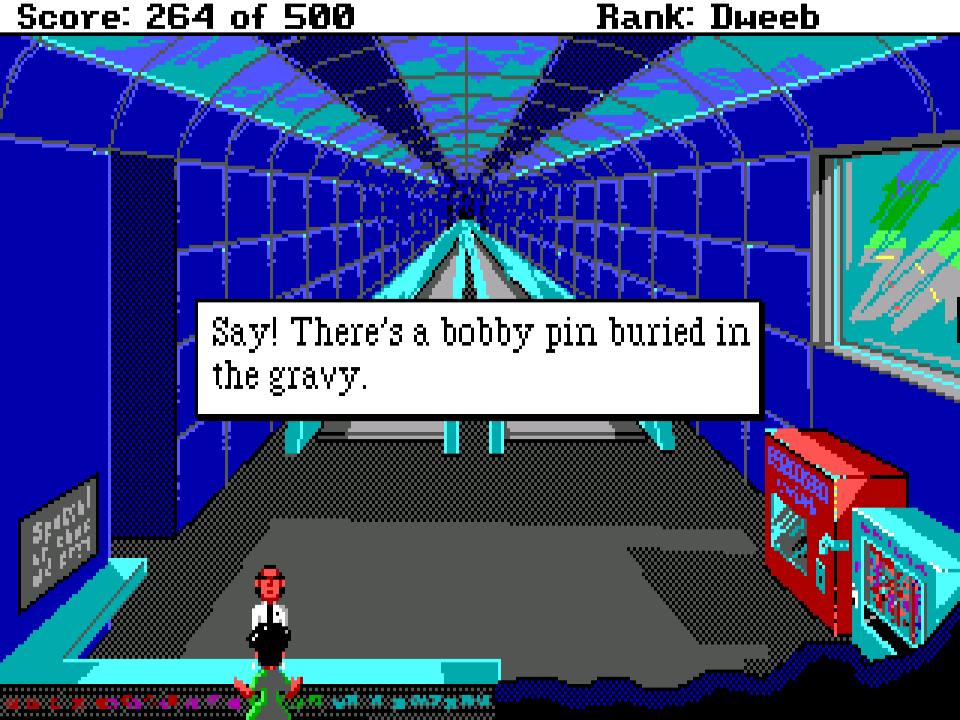 Score: 264 of 500 Rank: Dweeb
Say! There's a bobby pin buried in
the gravy.